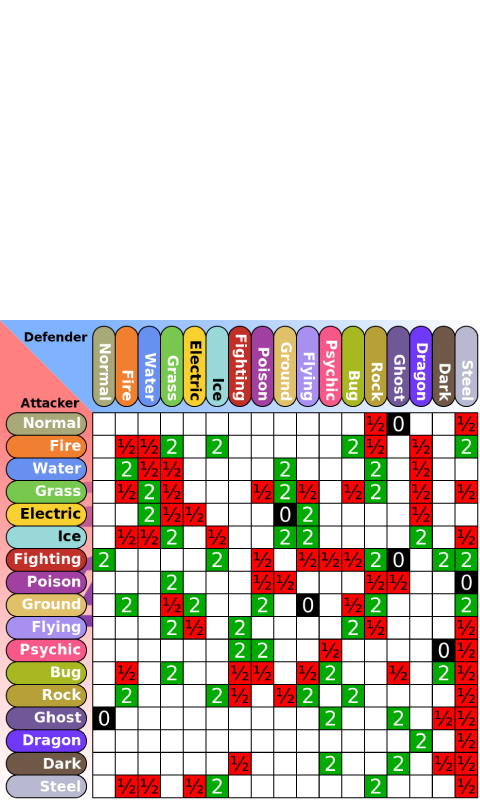 Defender
Attacker
Normal Fire Water Grass Electric Ice Fighting Poison Ground Flying Psychic Bug Rock Ghost Dragon Dark Steel
Normal ½ 0 ½
Fire ½ ½ 2 2 2 ½ ½ 2
Water 2 ½ ½ 2 2 ½
Grass ½ 2 ½ ½ 2 ½ ½ 2 ½ ½
Electric 2 ½ ½ 0 2 ½
Ice ½ ½ 2 ½ 2 2 2 ½
Fighting 2 2 ½ ½ ½ ½ 2 0 2 2
Poison 2 ½ ½ ½ ½ 0
Ground 2 ½ 2 2 0 ½ 2 2
Flying 2 ½ 2 2 ½ ½
Psychic 2 2 ½ 0 ½
Bug ½ 2 ½ ½ ½ 2 ½ 2 ½
Rock 2 2 ½ ½ 2 2 ½
Ghost 0 2 2 ½ ½
Dragon 2 ½
Dark ½ 2 2 ½ ½
Steel ½ ½ ½ 2 2 ½